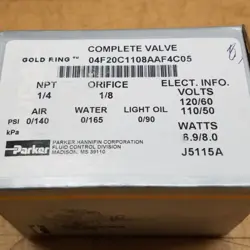 COMPLETE VALVE
GOLD RING™ 04F20C1108AAF4C05
NPT ORIFICE ELECT. INFO.
1/4 1/8 VOLTS
120/60
AIR WATER LIGHT OIL 110/50
PSI 0/140 0/165 0/90 WATTS
kPa 6.9/8.0
Parker PARKER HANNIFIN CORPORATION
FLUID CONTROL DIVISION J5115A
MADISON, MS 39110